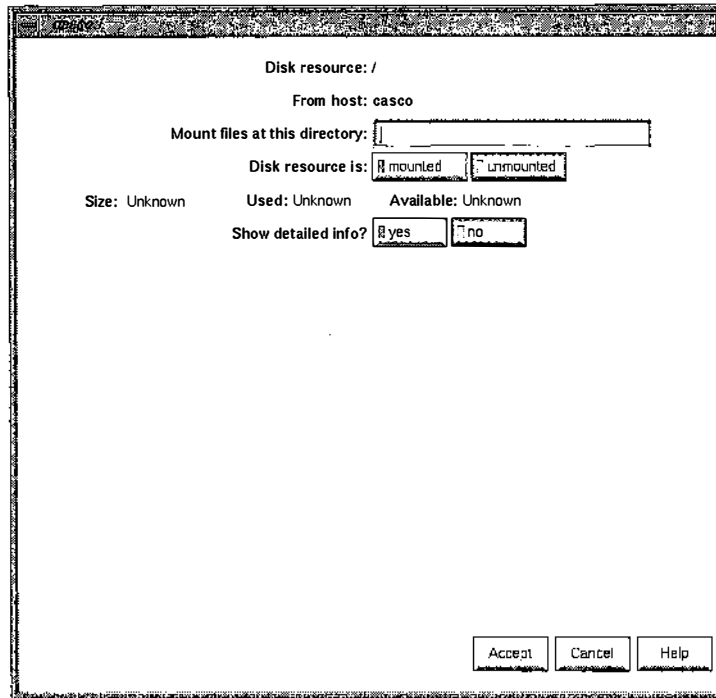 Disk resource: /
From host: casco
Mount files at this directory:
Disk resource is: mounted unmounted
Size: Unknown Used: Unknown Available: Unknown
Show detailed info? yes no
Accept Cancel Help